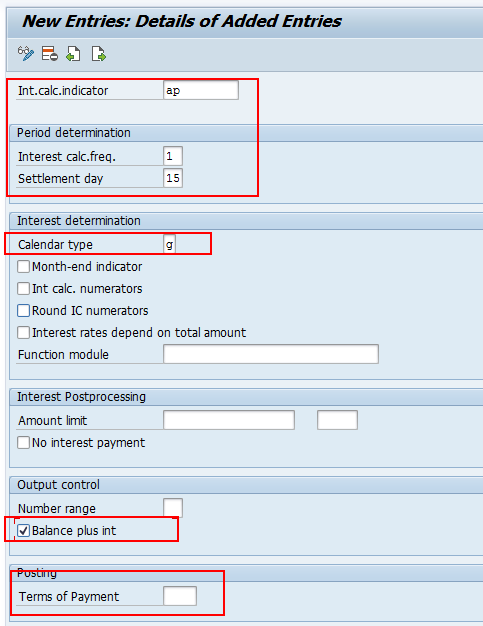 New Entries: Details of Added Entries
Int.calc.indicator ap
Period determination
Interest calc.freq. 1
Settlement day 15
Interest determination
Calendar type g
Month-end indicator
Int calc. numerators
Round IC numerators
Interest rates depend on total amount
Function module
Interest Postprocessing
Amount limit
No interest payment
Output control
Number range
Balance plus int
Posting
Terms of Payment